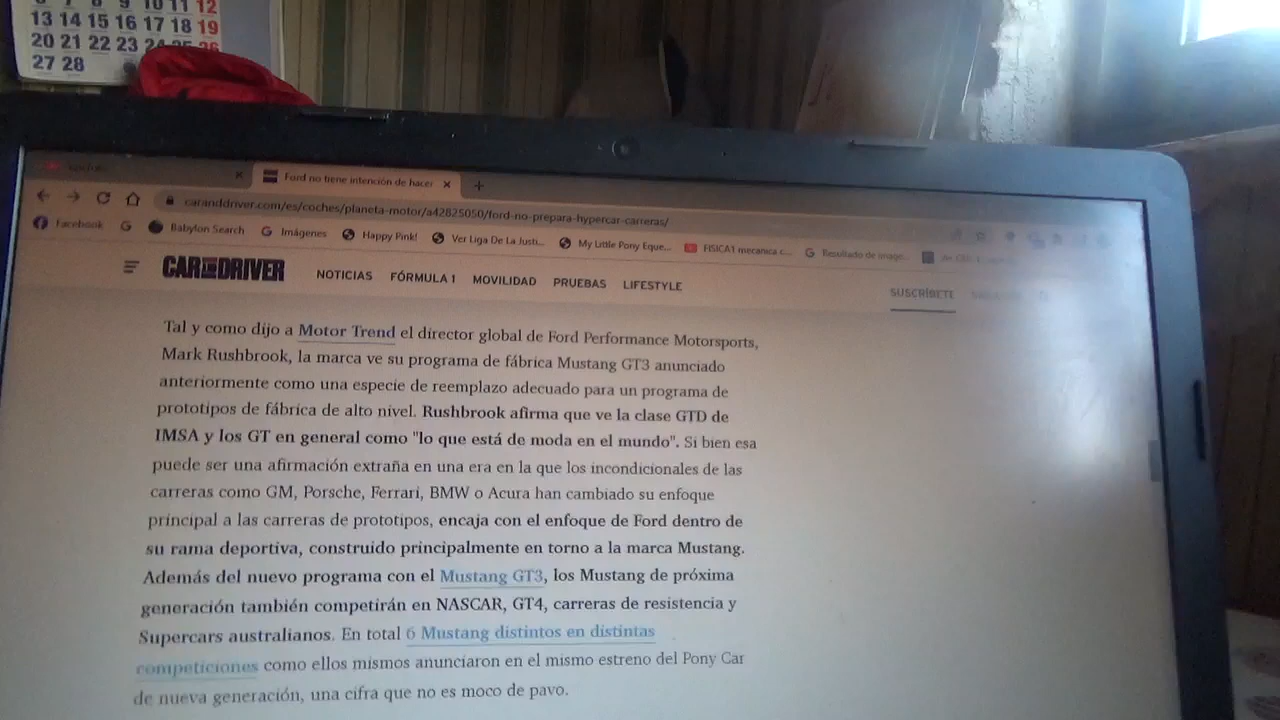 6 7 8 9 10 11 12
13 14 15 16 17 18 19
20 21 22 23 24 25 26
27 28
Ford no tiene intención de hacer
caranddriver.com/es/coches/planeta-motor/a42825050/ford-no-prepara-hypercar-carreras/
Facebook Babylon Search Imágenes Happy Pink! Ver Liga De La Justi... My Little Pony Eque... FISICA1 mecanica c... Resultado de image...
CAR AND DRIVER NOTICIAS FÓRMULA 1 MOVILIDAD PRUEBAS LIFESTYLE SUSCRÍBETE
Tal y como dijo a Motor Trend el director global de Ford Performance Motorsports,
Mark Rushbrook, la marca ve su programa de fábrica Mustang GT3 anunciado
anteriormente como una especie de reemplazo adecuado para un programa de
prototipos de fábrica de alto nivel. Rushbrook afirma que ve la clase GTD de
IMSA y los GT en general como "lo que está de moda en el mundo". Si bien esa
puede ser una afirmación extraña en una era en la que los incondicionales de las
carreras como GM, Porsche, Ferrari, BMW o Acura han cambiado su enfoque
principal a las carreras de prototipos, encaja con el enfoque de Ford dentro de
su rama deportiva, construido principalmente en torno a la marca Mustang.
Además del nuevo programa con el Mustang GT3, los Mustang de próxima
generación también competirán en NASCAR, GT4, carreras de resistencia y
Supercars australianos. En total 6 Mustang distintos en distintas
competiciones como ellos mismos anunciaron en el mismo estreno del Pony Car
de nueva generación, una cifra que no es moco de pavo.